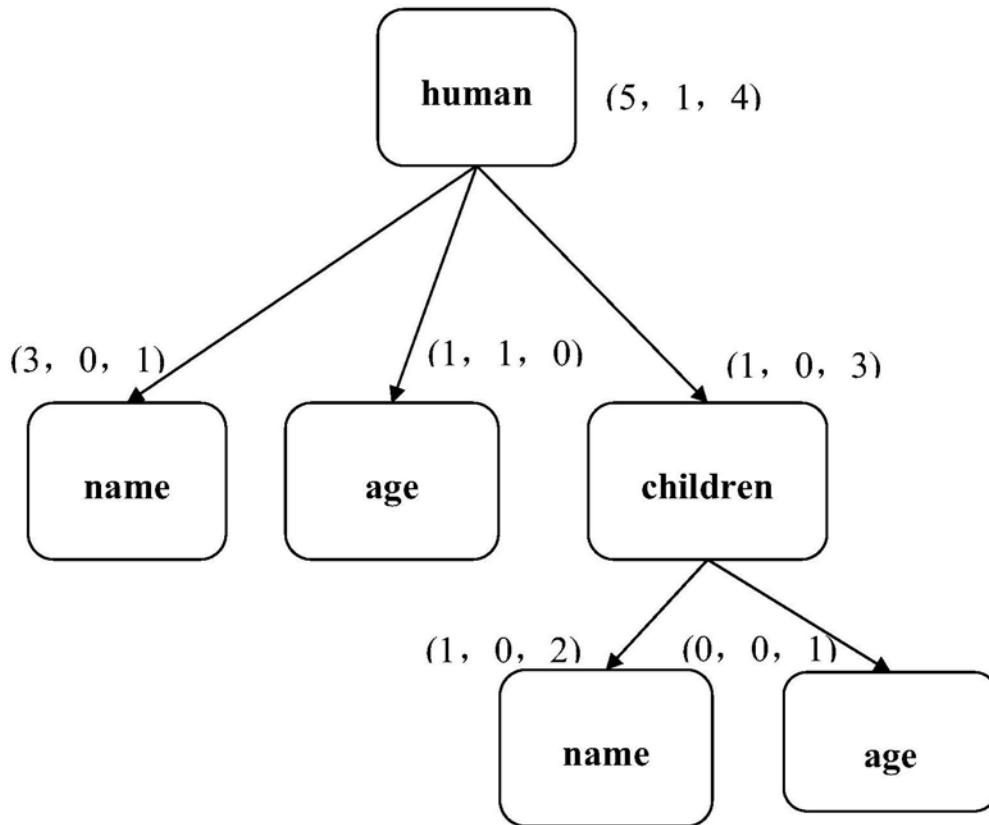 human
(5, 1, 4)
(3, 0, 1)
(1, 1, 0)
(1, 0, 3)
name
age
children
(1, 0, 2)
(0, 0, 1)
name
age